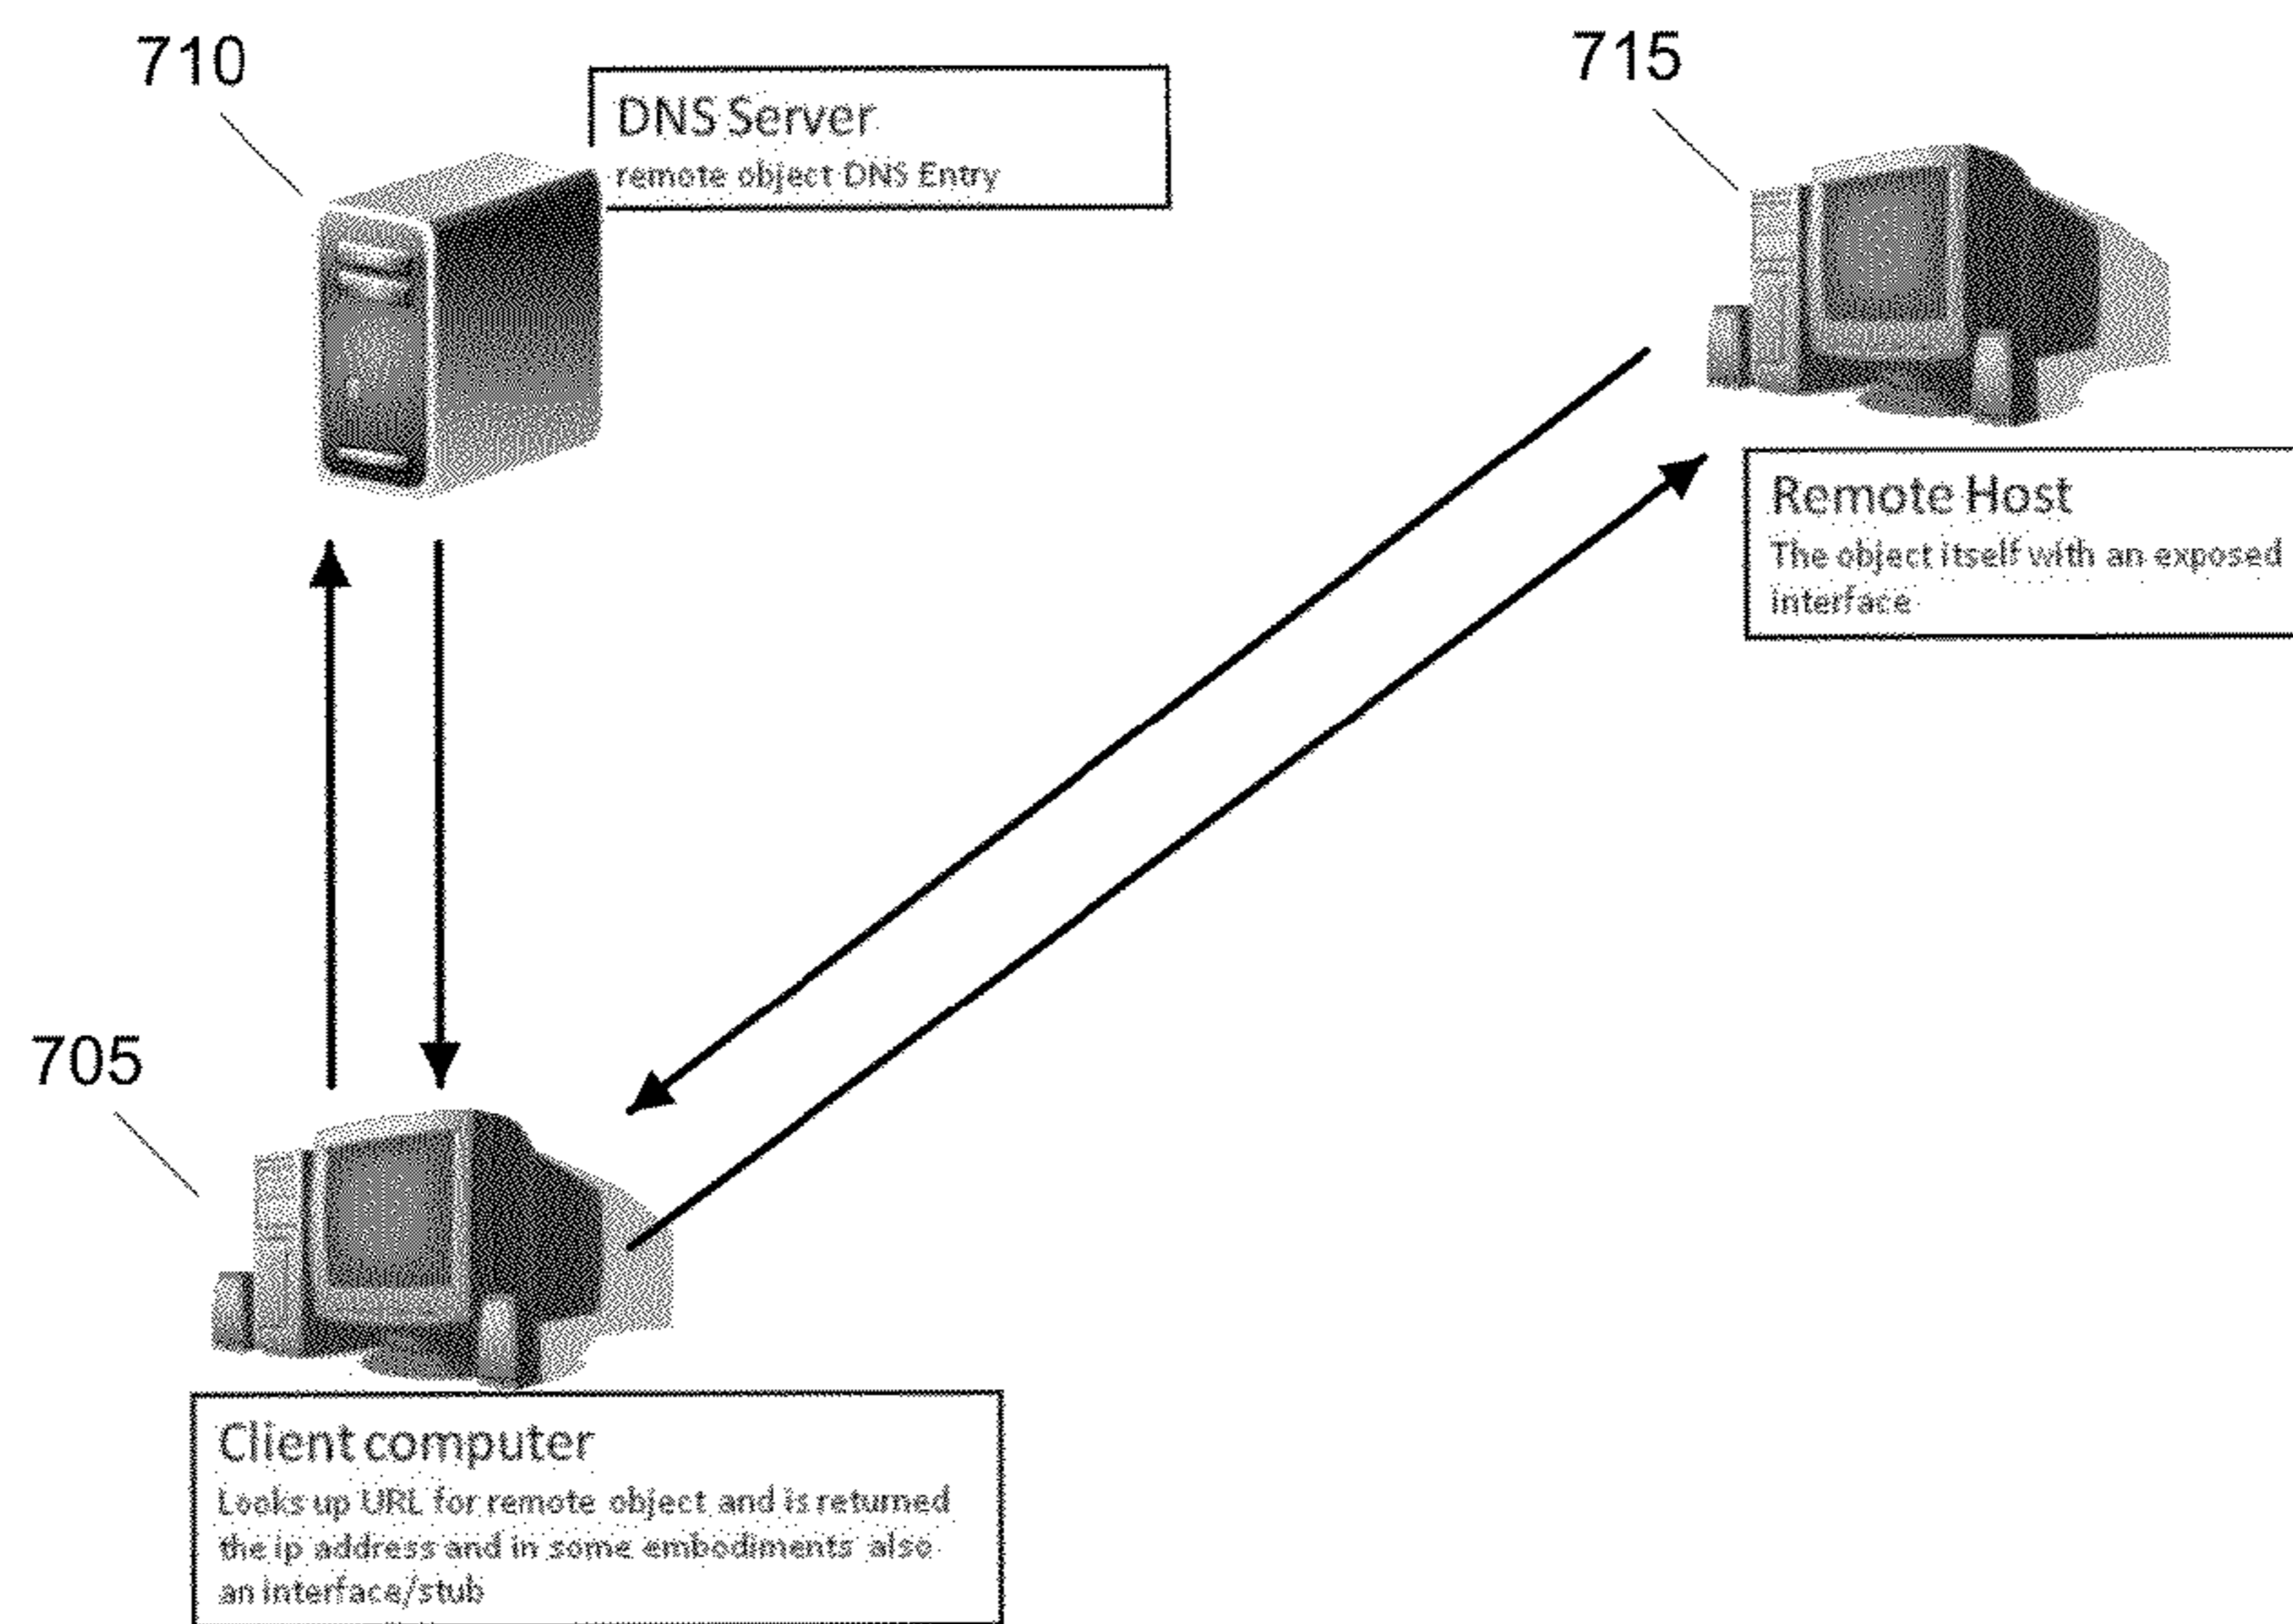 710
DNS Server
remote object DNS Entry
715
Remote Host
The object itself with an exposed
interface
705
Client computer
Looks up URL for remote object and is returned
the ip address and in some embodiments also
an interface/stub